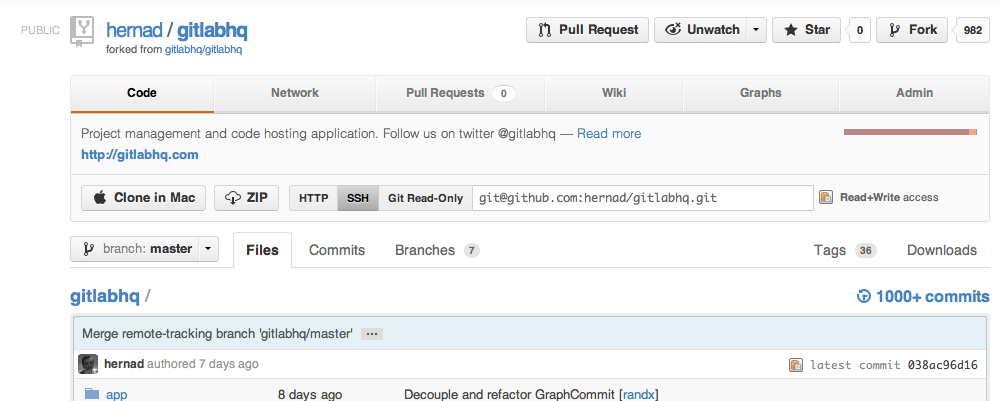 PUBLIC hernad / gitlabhq Pull Request Unwatch Star 0 Fork 982
forked from gitlabhq/gitlabhq
Code Network Pull Requests 0 Wiki Graphs Admin
Project management and code hosting application. Follow us on twitter @gitlabhq — Read more
http://gitlabhq.com
Clone in Mac ZIP HTTP SSH Git Read-Only git@github.com:hernad/gitlabhq.git Read+Write access
branch: master Files Commits Branches 7 Tags 36 Downloads
gitlabhq / 1000+ commits
Merge remote-tracking branch 'gitlabhq/master' ...
hernad authored 7 days ago latest commit 038ac96d16
app 8 days ago Decouple and refactor GraphCommit [randx]